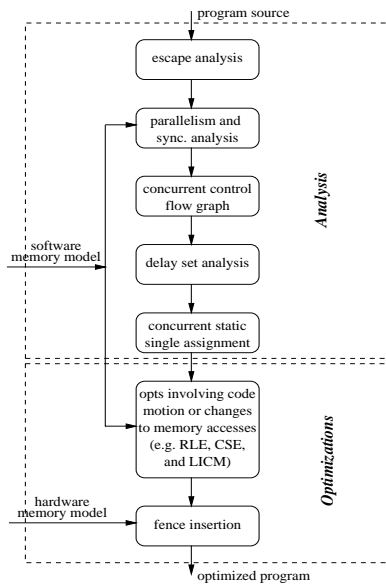 program source
escape analysis
parallelism and
sync. analysis
concurrent control
flow graph
Analysis
software
memory model
delay set analysis
concurrent static
single assignment
opts involving code
motion or changes
to memory accesses
(e.g. RLE, CSE,
and LICM)
Optimizations
hardware
memory model
fence insertion
optimized program